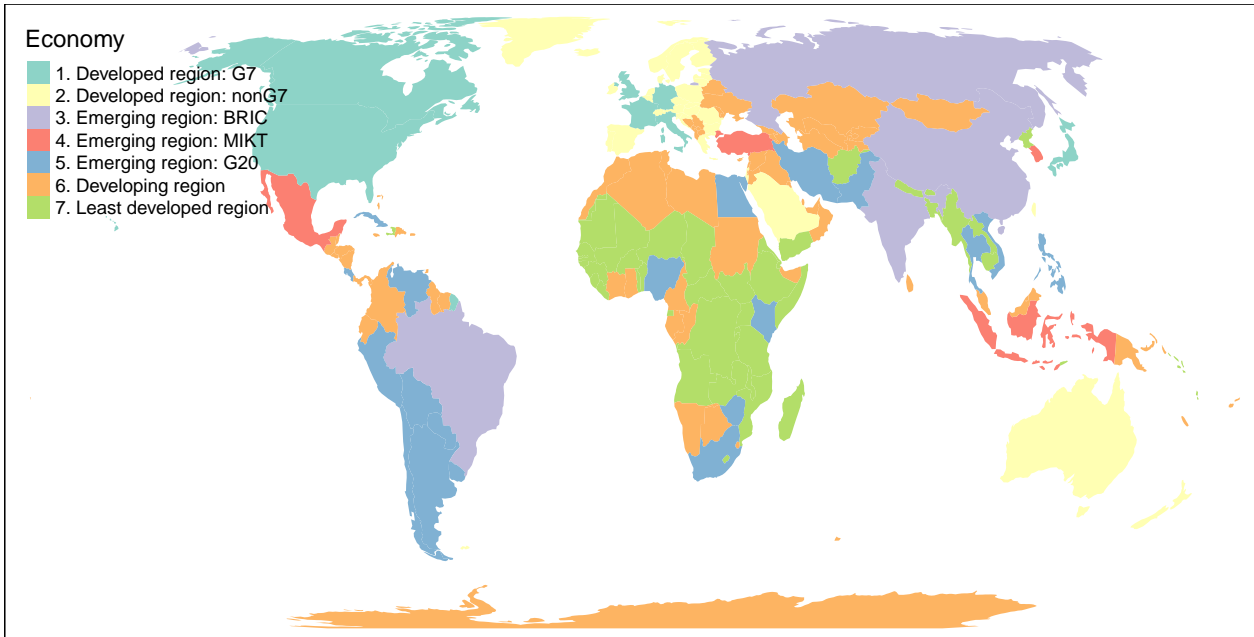 Economy
1. Developed region: G7
2. Developed region: nonG7
3. Emerging region: BRIC
4. Emerging region: MIKT
5. Emerging region: G20
6. Developing region
7. Least developed region